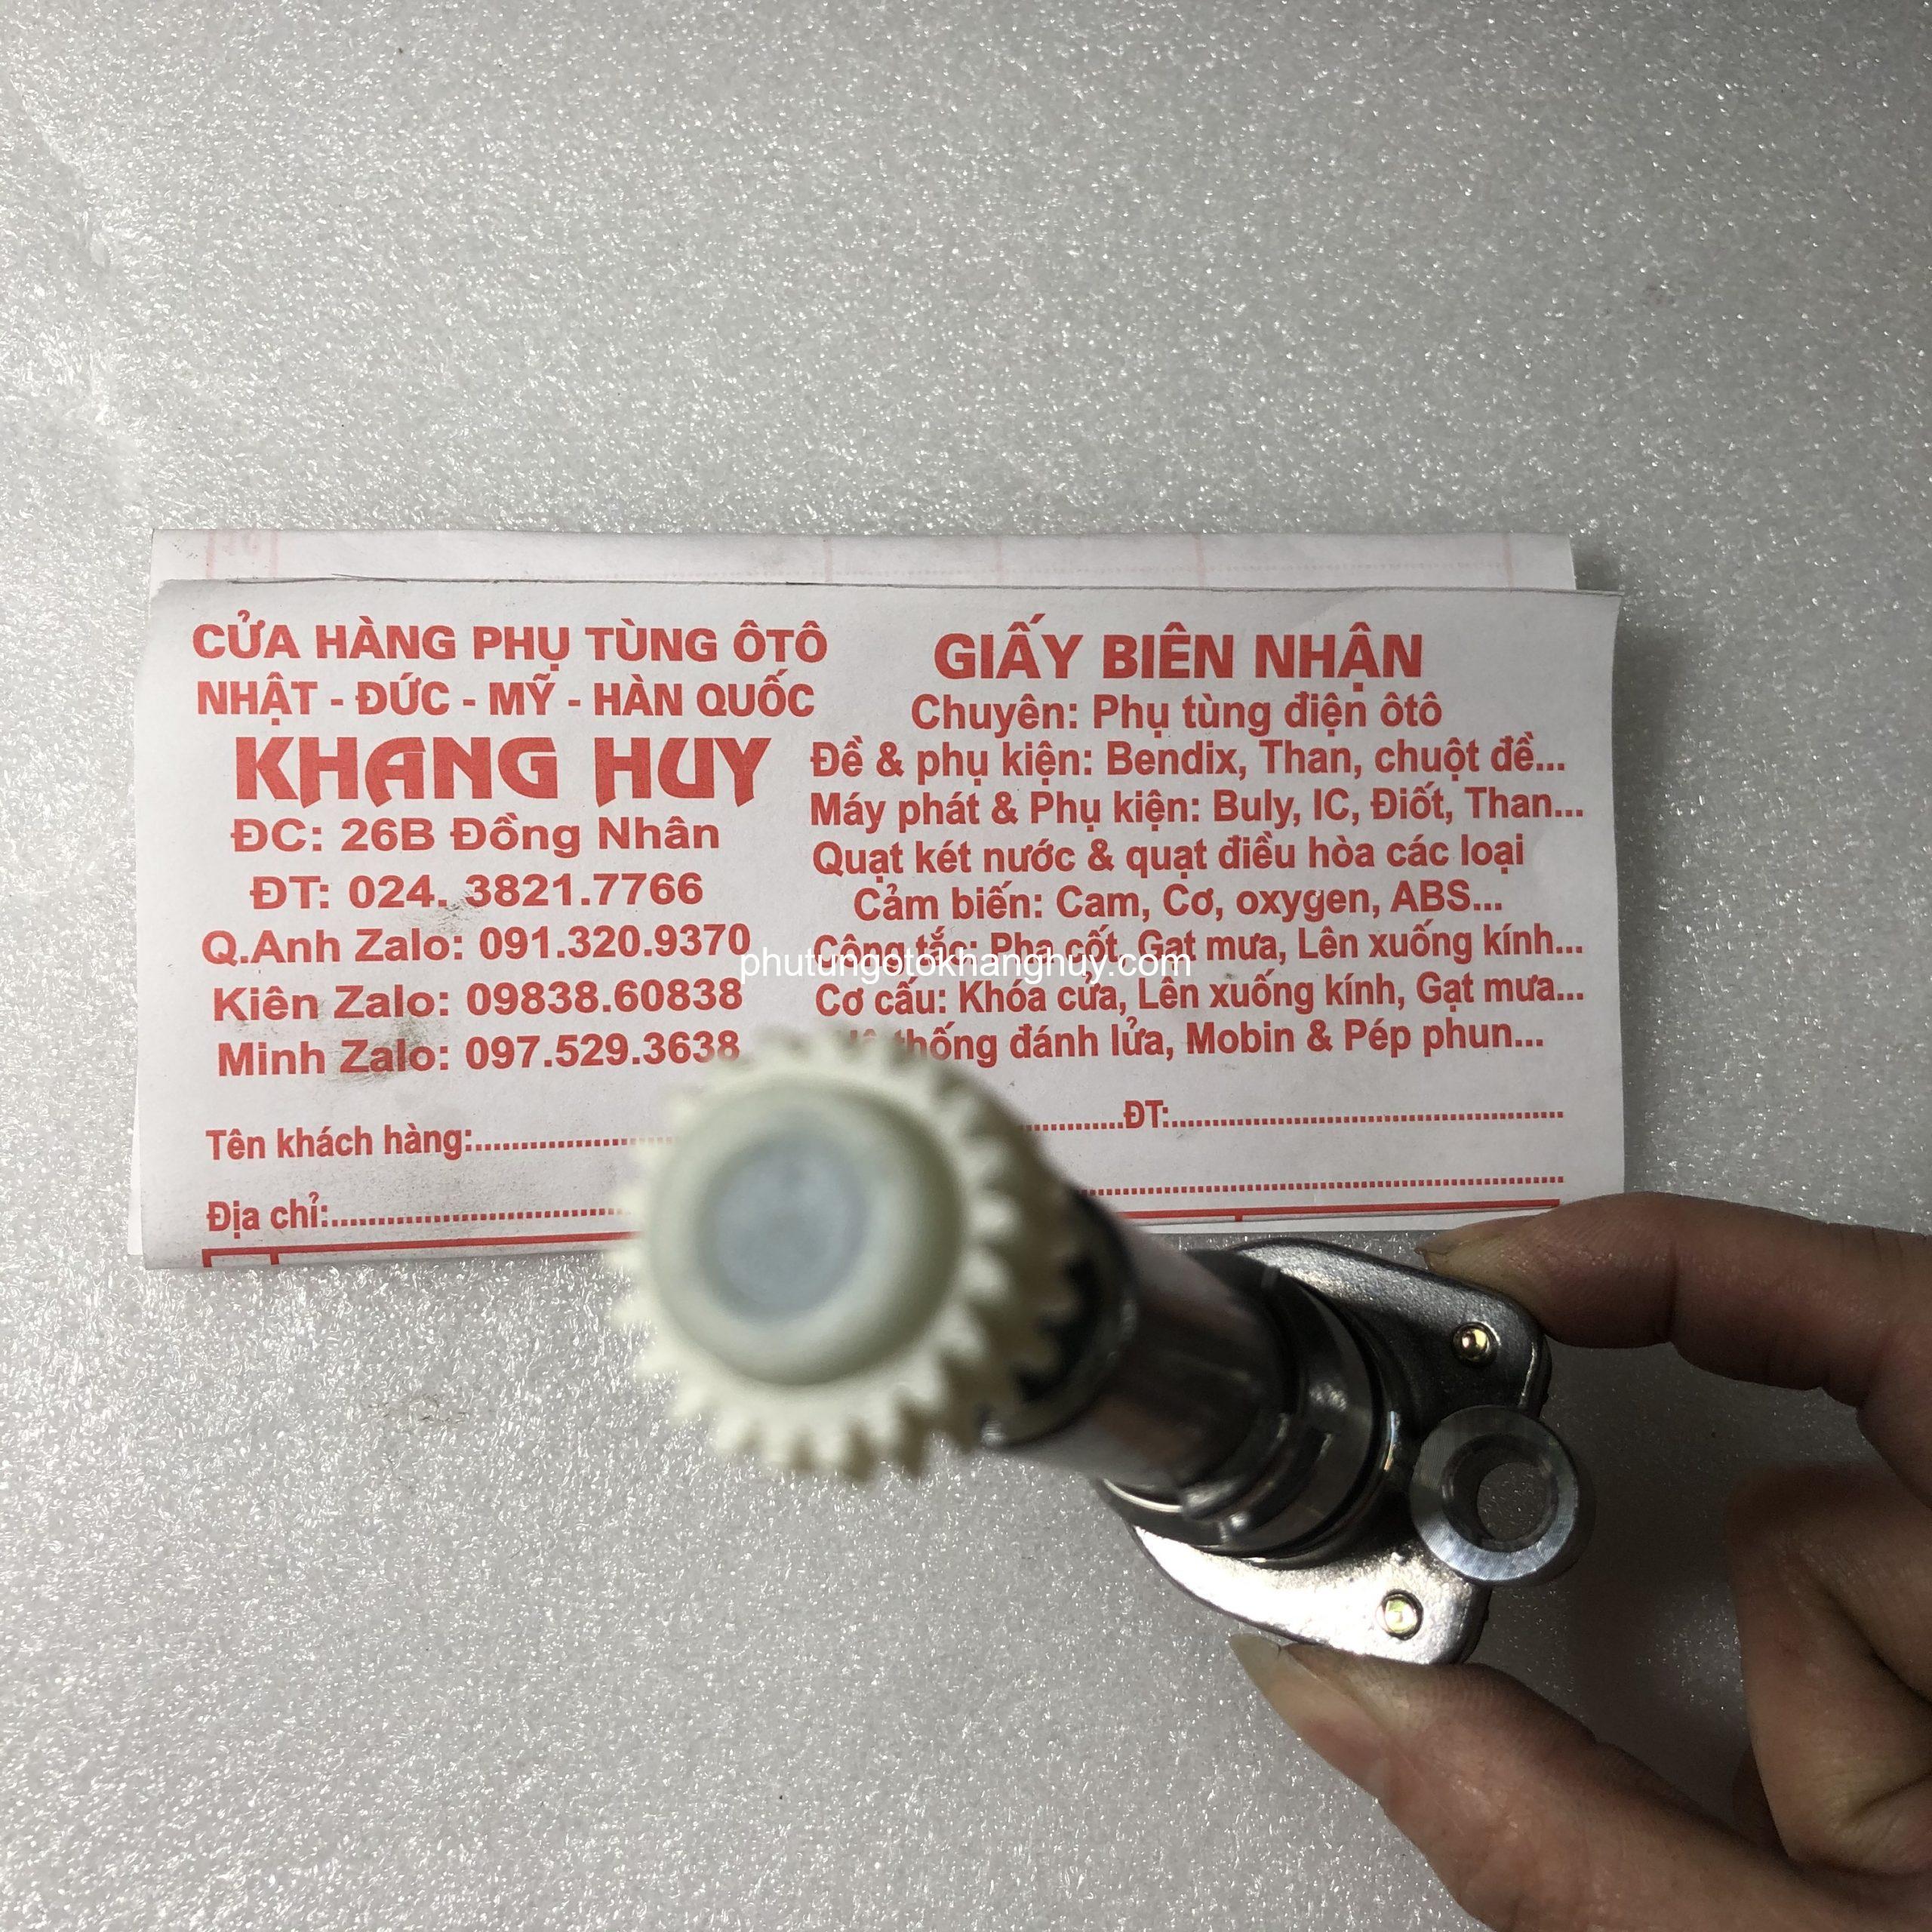 CỬA HÀNG PHỤ TÙNG ÔTÔ
NHẬT - ĐỨC - MỸ - HÀN QUỐC
KHANG HUY
ĐC: 26B Đồng Nhân
ĐT: 024. 3821.7766
Q.Anh Zalo: 091.320.9370
Kiên Zalo: 09838.60838
Minh Zalo: 097.529.3638
GIẤY BIÊN NHẬN
Chuyên: Phụ tùng điện ôtô
Đề & phụ kiện: Bendix, Than, chuột đề...
Máy phát & Phụ kiện: Buly, IC, Điốt, Than...
Quạt két nước & quạt điều hòa các loại
Cảm biến: Cam, Cơ, oxygen, ABS...
Công tắc: Pha cốt, Gạt mưa, Lên xuống kính...
phutungotokhanghuy.com
Cơ cấu: Khóa cửa, Lên xuống kính, Gạt mưa...
thống đánh lửa, Mobin & Pép phun...
Tên khách hàng:.......................ĐT:.......................
Địa chỉ:.......................